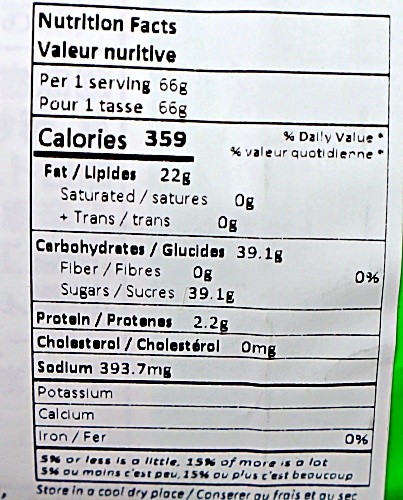 Nutrition Facts
Valeur nuritive
Per 1 serving 66g
Pour 1 tasse 66g
Calories 359
% Daily Value *
% valeur quotidienne *
Fat / Lipides 22g
Saturated / satures 0g
+ Trans / trans 0g
Carbohydrates / Glucides 39.1g
Fiber / Fibres 0g 0%
Sugars / Sucres 39.1g
Protein / Protenes 2.2g
Cholesterol / Cholestérol 0mg
Sodium 393.7mg
Potassium
Calcium
Iron / Fer 0%
5% or less is a little, 15% of more is a lot
5% ou moins c'est peu, 15% ou plus c'est beaucoup
Store in a cool dry place / Conserer au frais et au sec